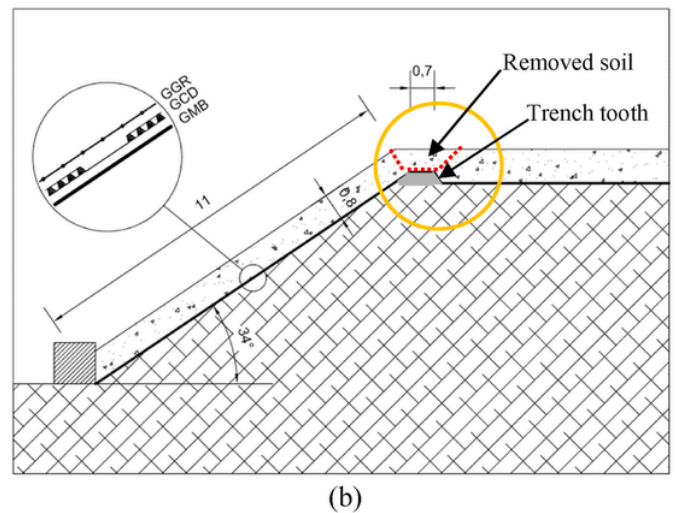 0,7
Removed soil
Trench tooth
GGR
GCD
GMB
11
0,8
34°
(b)